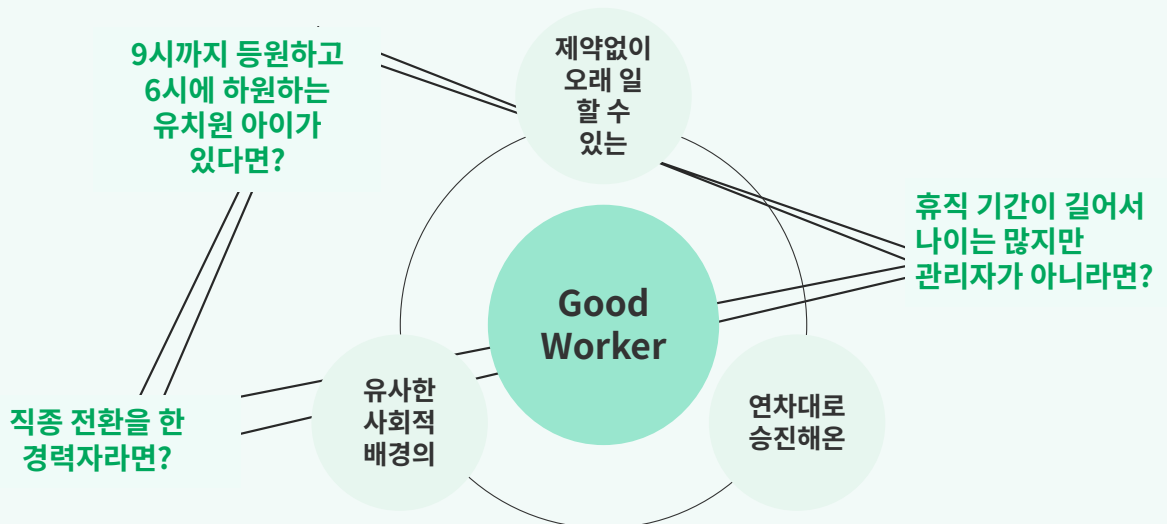 9시까지 등원하고
6시에 하원하는
유치원 아이가
있다면?
제약없이
오래 일
할 수
있는
휴직 기간이 길어서
나이는 많지만
관리자가 아니라면?
Good
Worker
직종 전환을 한
경력자라면?
유사한
사회적
배경의
연차대로
승진해온